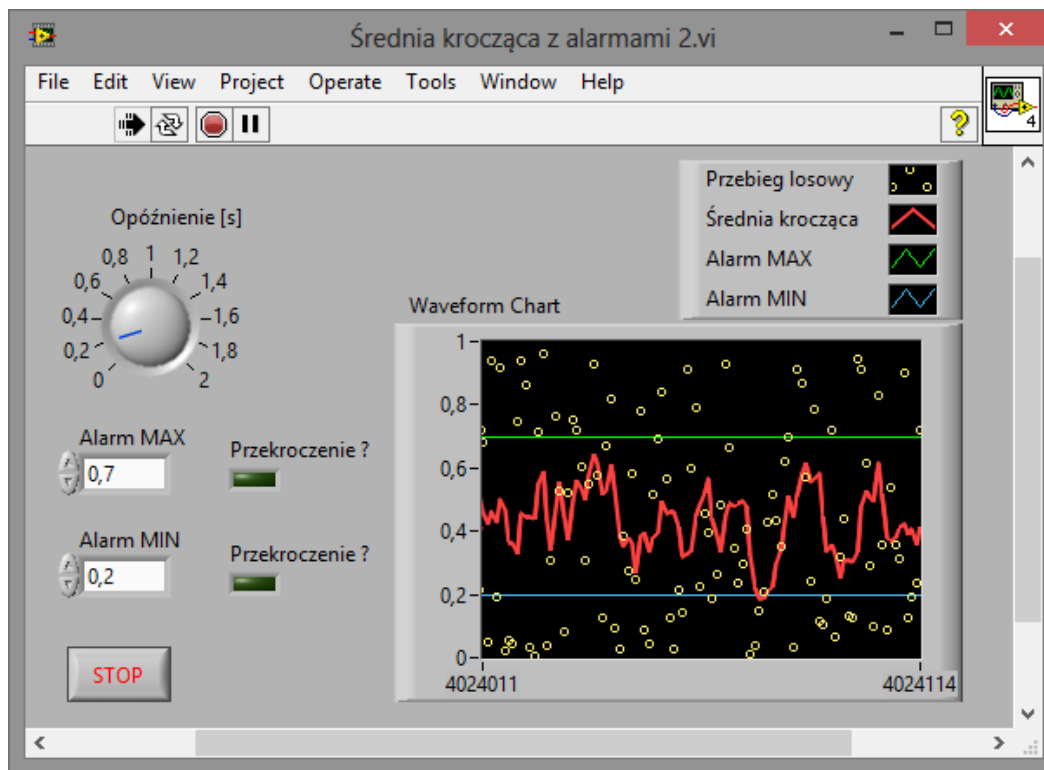 Średnia krocząca z alarmami 2.vi
File Edit View Project Operate Tools Window Help
4
Przebieg losowy
Średnia krocząca
Alarm MAX
Alarm MIN
Opóźnienie [s]
0 0,2 0,4 0,6 0,8 1 1,2 1,4 1,6 1,8 2
Waveform Chart
1
0,8
0,6
0,4
0,2
0
4024011 4024114
Alarm MAX
0,7
Przekroczenie ?
Alarm MIN
0,2
Przekroczenie ?
STOP